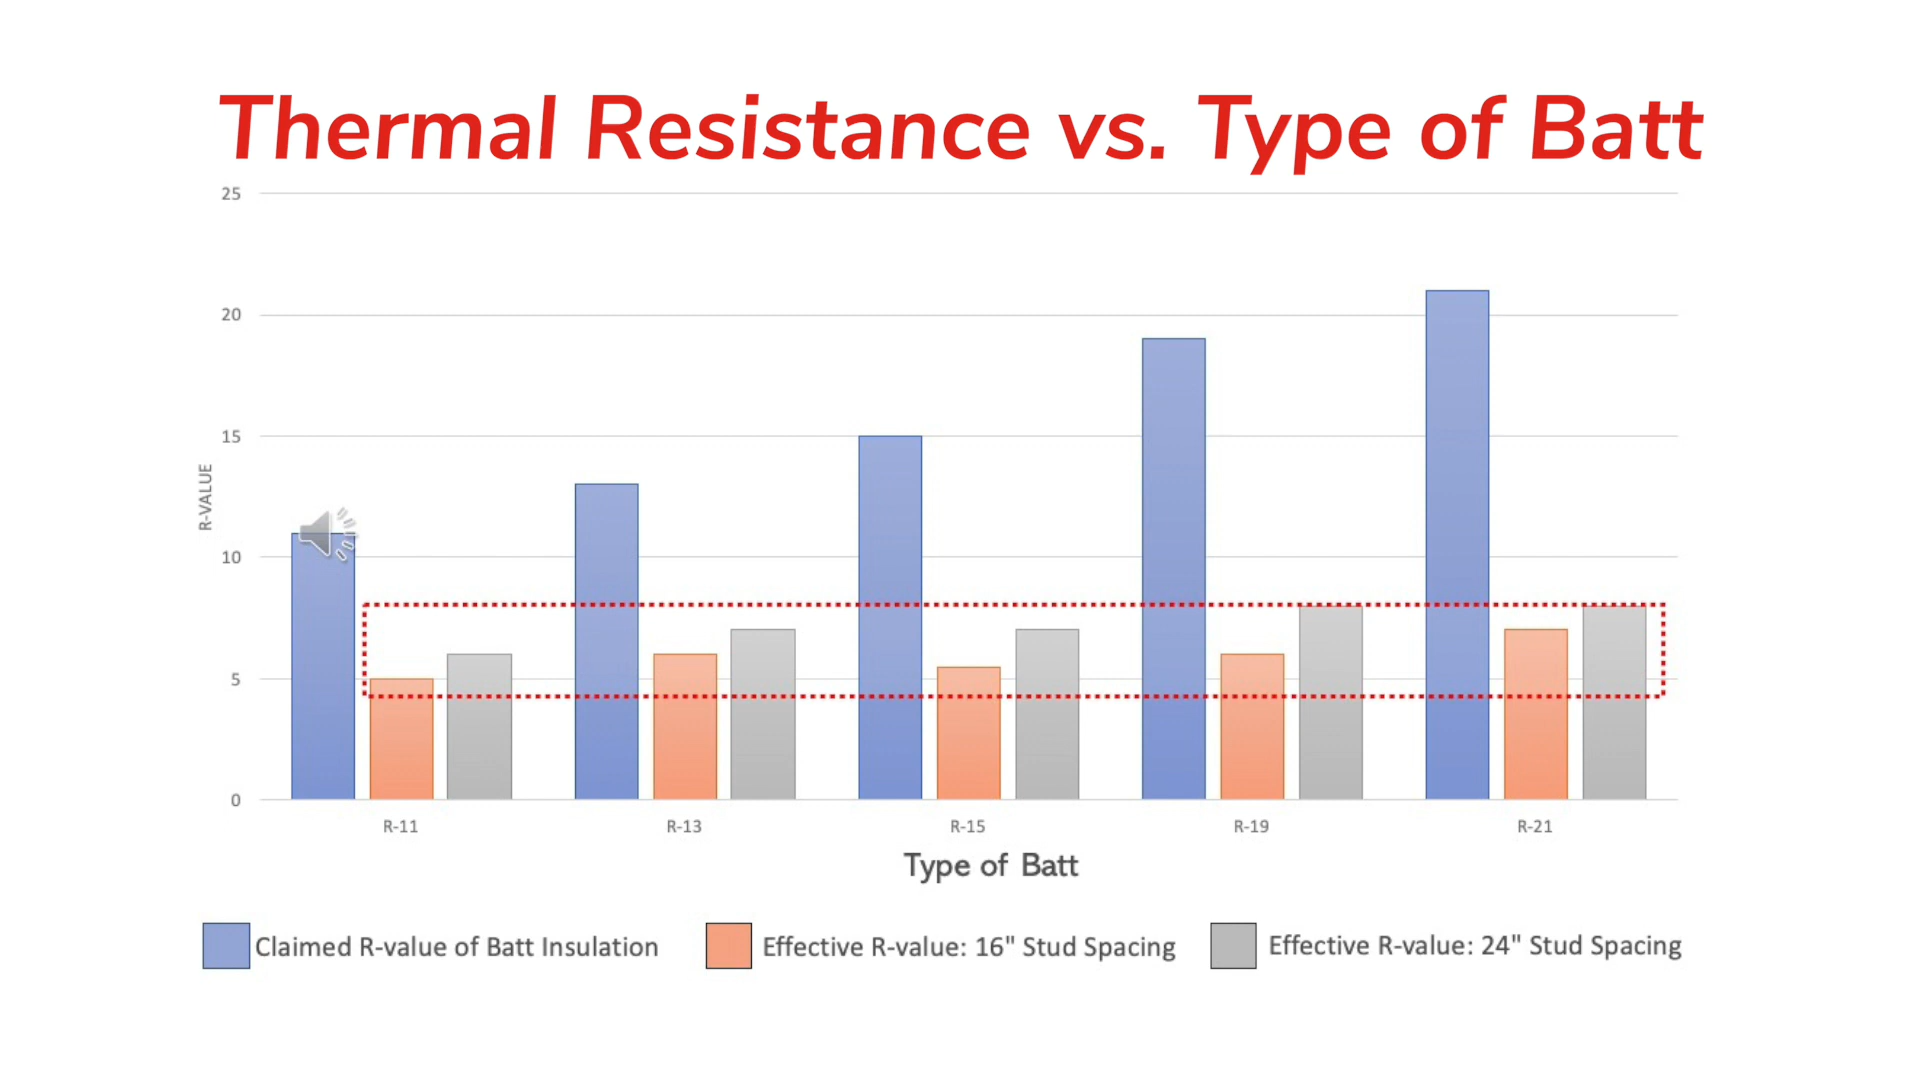 Thermal Resistance vs. Type of Batt
25
20
15
10
5
0
R-VALUE
R-11 R-13 R-15 R-19 R-21
Type of Batt
Claimed R-value of Batt Insulation Effective R-value: 16" Stud Spacing Effective R-value: 24" Stud Spacing